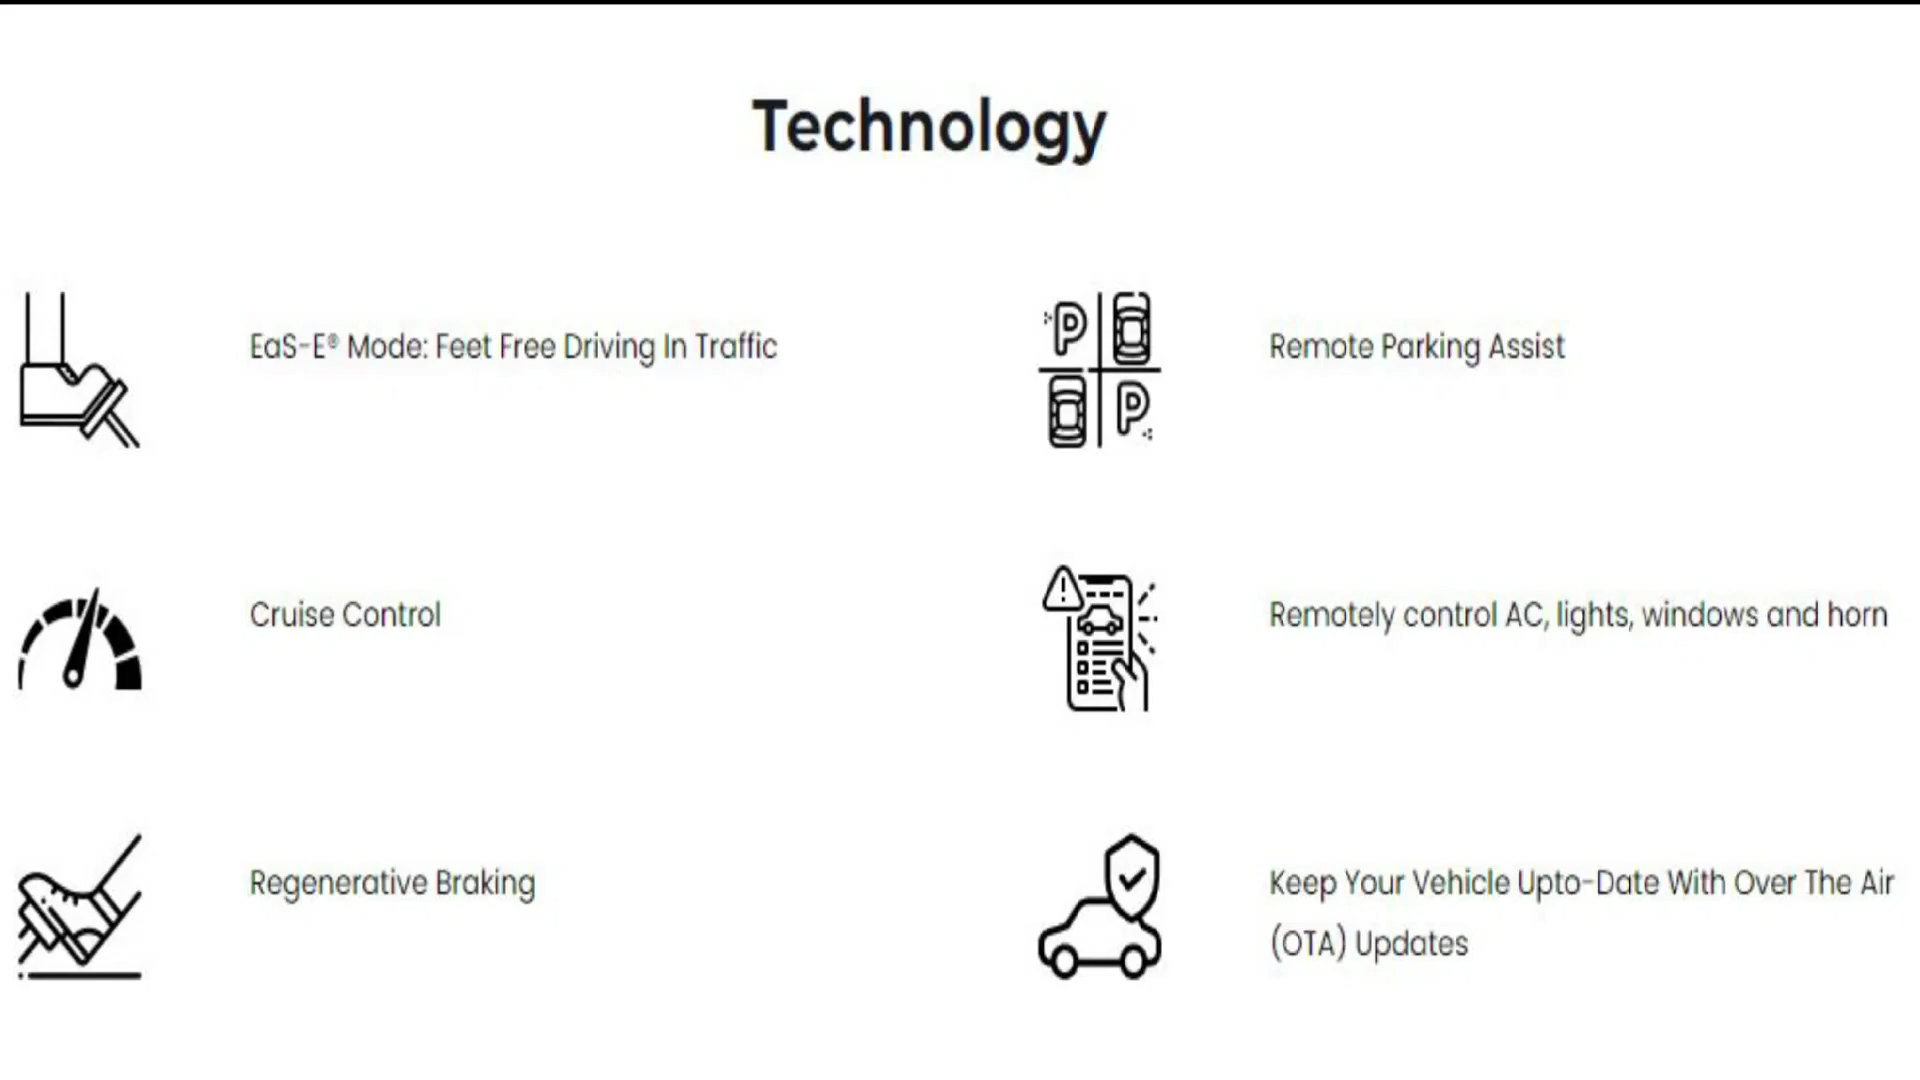 Technology
EaS-E® Mode: Feet Free Driving In Traffic
Remote Parking Assist
P
P
Cruise Control
Remotely control AC, lights, windows and horn
Regenerative Braking
Keep Your Vehicle Upto-Date With Over The Air
(OTA) Updates